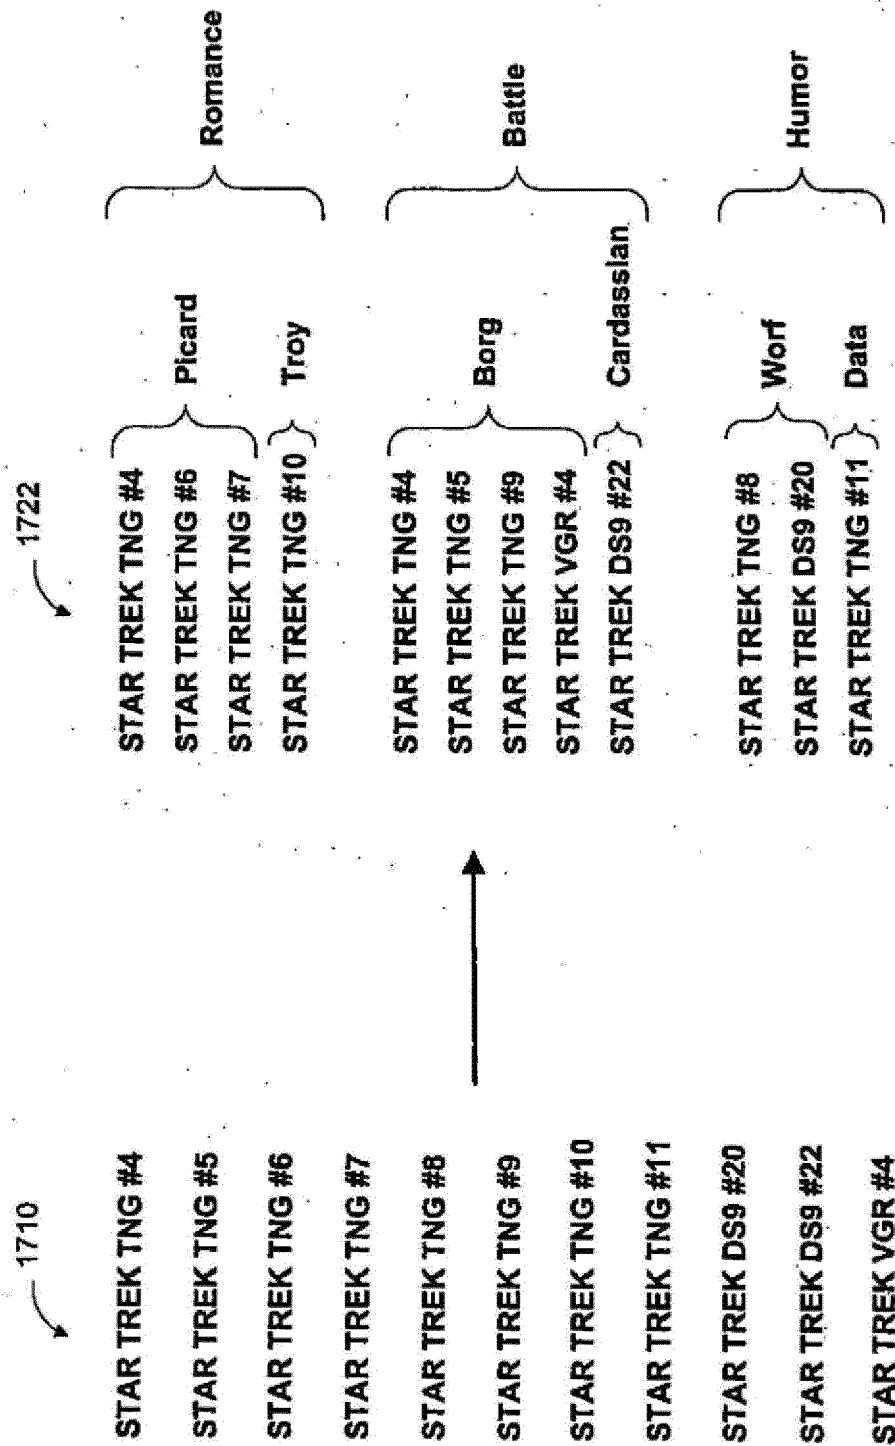 1710
STAR TREK TNG #4
STAR TREK TNG #5
STAR TREK TNG #6
STAR TREK TNG #7
STAR TREK TNG #8
STAR TREK TNG #9
STAR TREK TNG #10
STAR TREK TNG #11
STAR TREK DS9 #20
STAR TREK DS9 #22
STAR TREK VGR #4
1722
STAR TREK TNG #4
STAR TREK TNG #6
STAR TREK TNG #7
Picard
STAR TREK TNG #10
Troy
Romance
STAR TREK TNG #4
STAR TREK TNG #5
STAR TREK TNG #9
STAR TREK VGR #4
Borg
STAR TREK DS9 #22
Cardassian
Battle
STAR TREK TNG #8
STAR TREK DS9 #20
Worf
STAR TREK TNG #11
Data
Humor